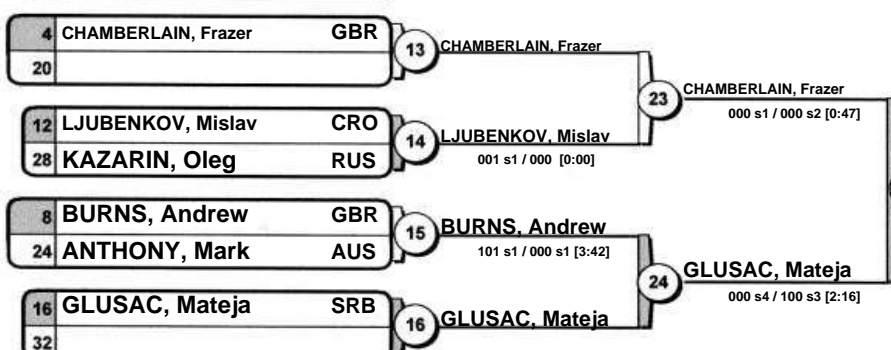 4 CHAMBERLAIN, Frazer GBR
20
13
CHAMBERLAIN, Frazer
12 LJUBENKOV, Mislav CRO
28 KAZARIN, Oleg RUS
14
LJUBENKOV, Mislav
001 s1 / 000 [0:00]
23
CHAMBERLAIN, Frazer
000 s1 / 000 s2 [0:47]
8 BURNS, Andrew GBR
24 ANTHONY, Mark AUS
15
BURNS, Andrew
101 s1 / 000 s1 [3:42]
16 GLUSAC, Mateja SRB
32
16
GLUSAC, Mateja
24
GLUSAC, Mateja
000 s4 / 100 s3 [2:16]